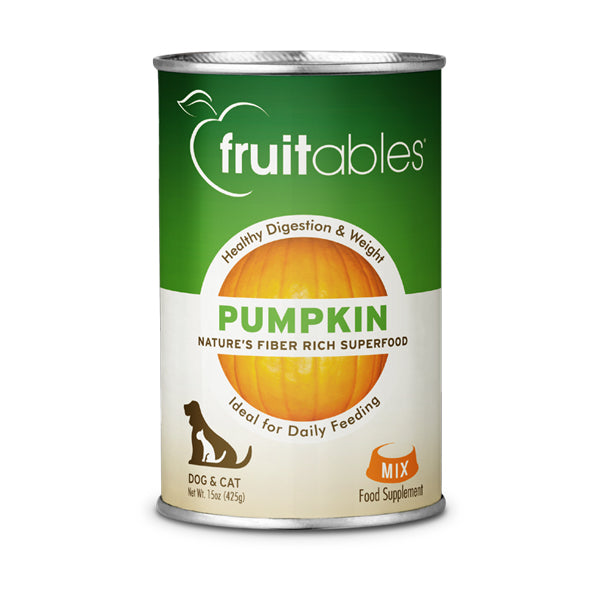 fruitables
Healthy Digestion & Weight
PUMPKIN
NATURE'S FIBER RICH SUPERFOOD
Ideal for Daily Feeding
DOG & CAT
Net Wt. 15oz (425g)
MIX
Food Supplement